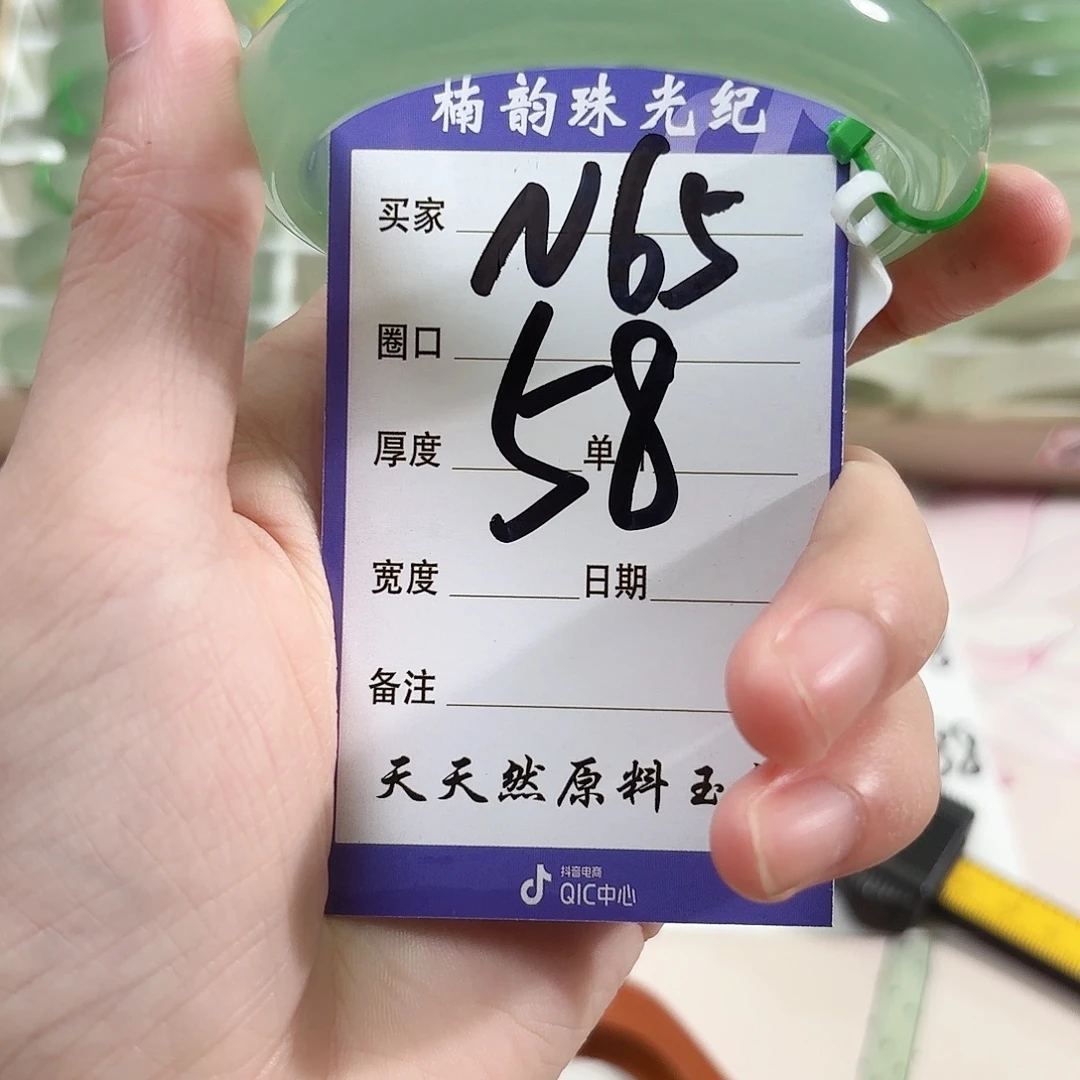 楠韵珠光纪
买家 N65
圈口 58
厚度 单
宽度 日期
备注
天天然原料玉
抖音电商
QIC中心